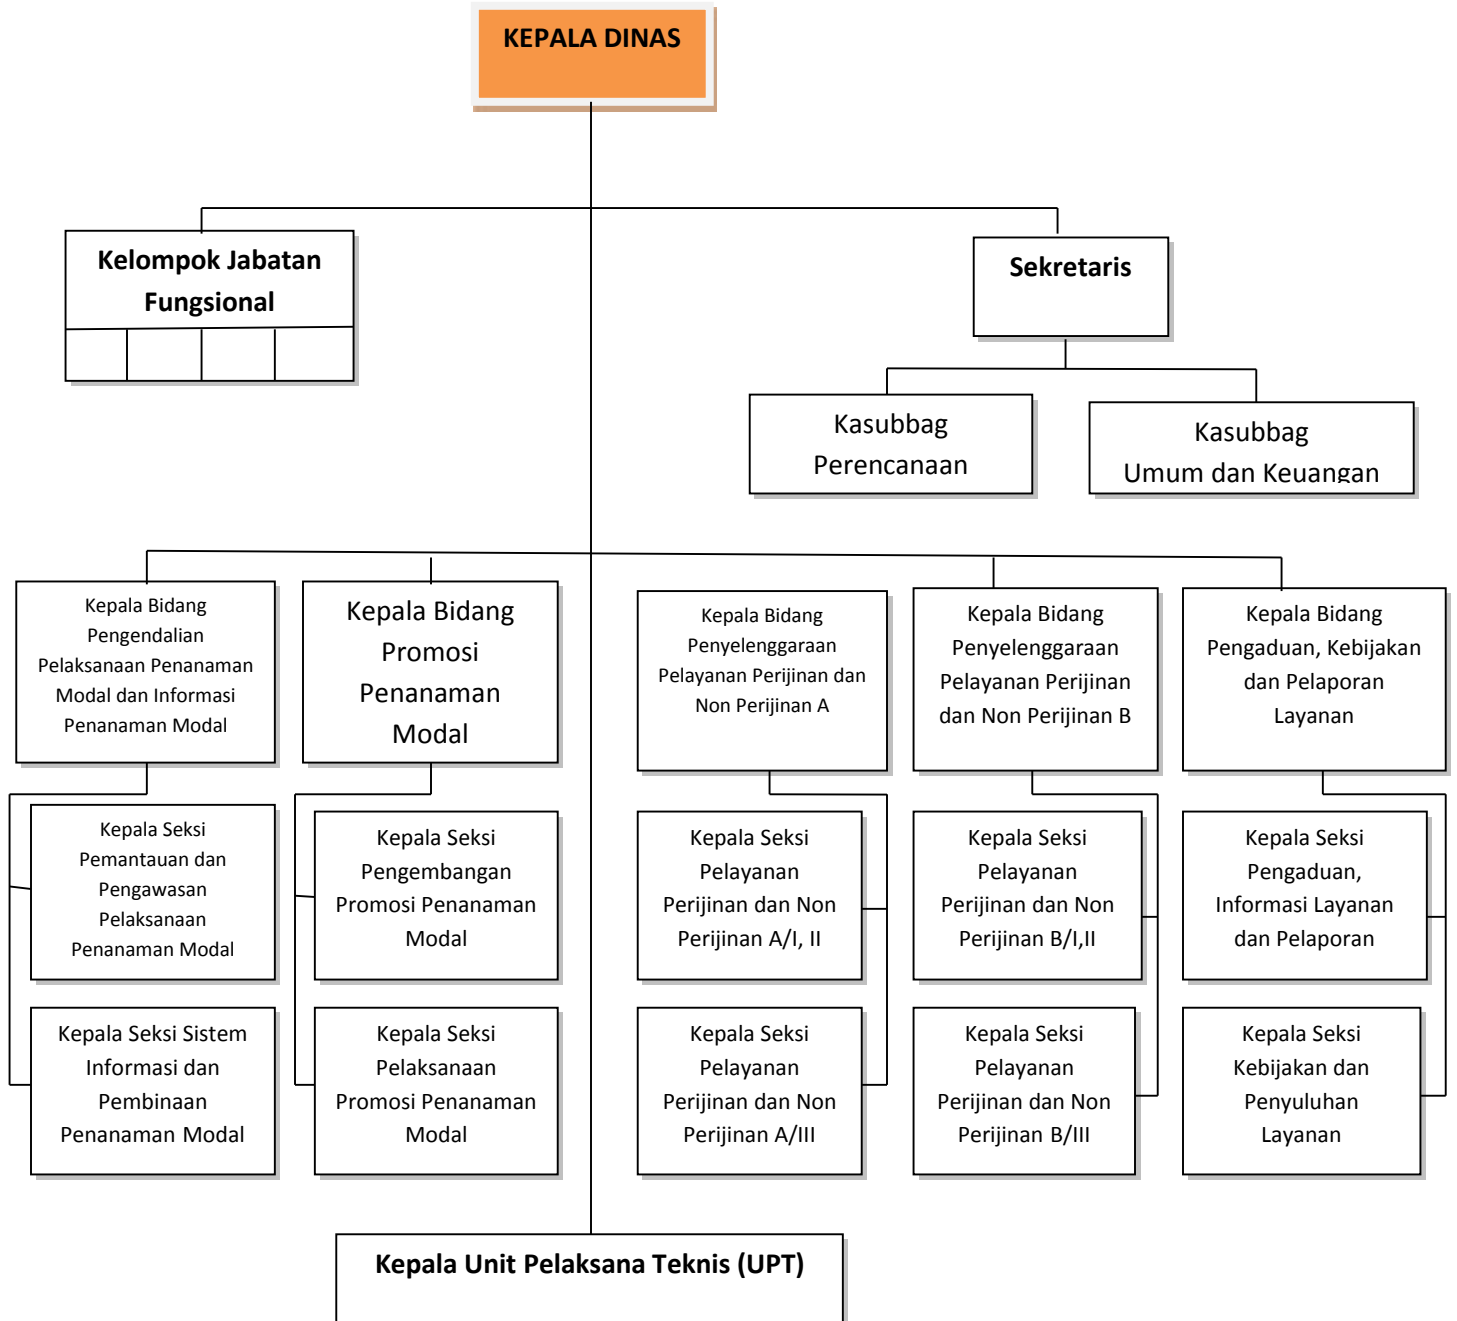 KEPALA DINAS
Kelompok Jabatan
Fungsional
Sekretaris
Kasubbag
Perencanaan
Kasubbag
Umum dan Keuangan
Kepala Bidang
Pengendalian
Pelaksanaan Penanaman
Modal dan Informasi
Penanaman Modal
Kepala Bidang
Promosi
Penanaman
Modal
Kepala Bidang
Penyelenggaraan
Pelayanan Perijinan dan
Non Perijinan A
Kepala Bidang
Penyelenggaraan
Pelayanan Perijinan
dan Non Perijinan B
Kepala Bidang
Pengaduan, Kebijakan
dan Pelaporan
Layanan
Kepala Seksi
Pemantauan dan
Pengawasan
Pelaksanaan
Penanaman Modal
Kepala Seksi
Pengembangan
Promosi Penanaman
Modal
Kepala Seksi
Pelayanan
Perijinan dan Non
Perijinan A/I, II
Kepala Seksi
Pelayanan
Perijinan dan Non
Perijinan B/I,II
Kepala Seksi
Pengaduan,
Informasi Layanan
dan Pelaporan
Kepala Seksi Sistem
Informasi dan
Pembinaan
Penanaman Modal
Kepala Seksi
Pelaksanaan
Promosi Penanaman
Modal
Kepala Seksi
Pelayanan
Perijinan dan Non
Perijinan A/III
Kepala Seksi
Pelayanan
Perijinan dan Non
Perijinan B/III
Kepala Seksi
Kebijakan dan
Penyuluhan
Layanan
Kepala Unit Pelaksana Teknis (UPT)